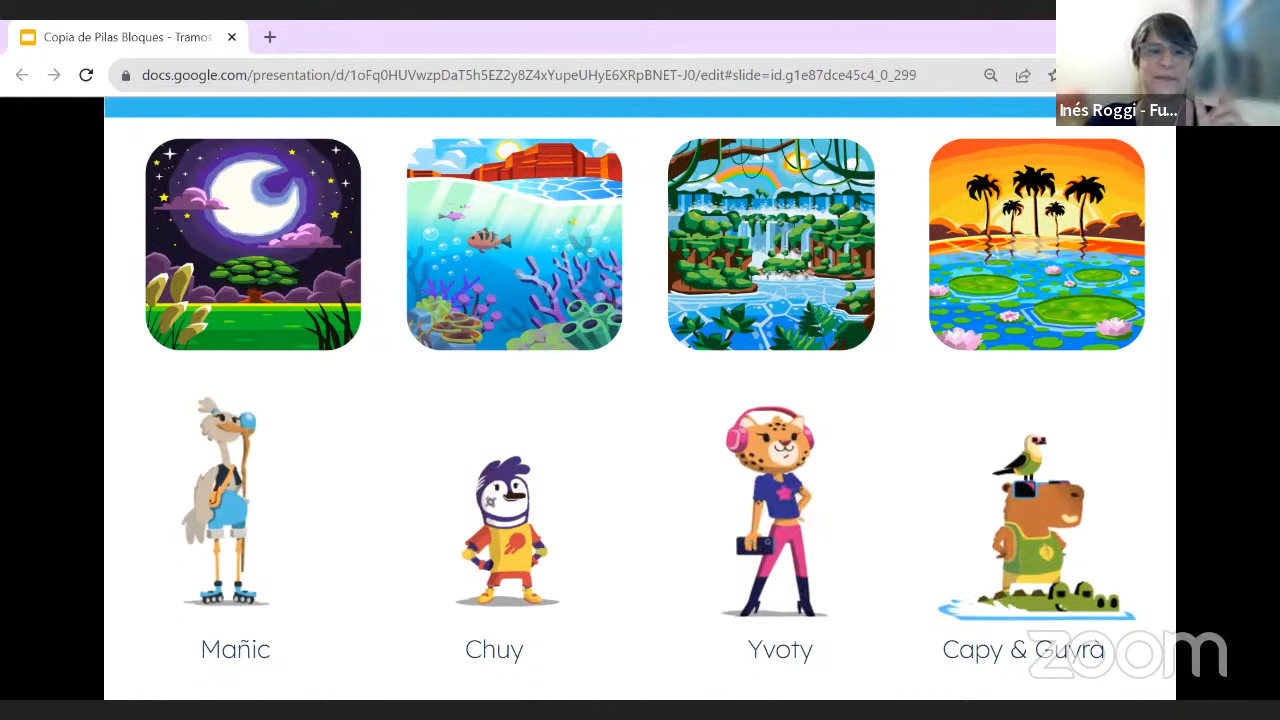 Copia de Pilas Bloques - Tramos
docs.google.com/presentation/d/1oFq0HUVwzpDaT5h5EZ2y8Z4xYupeUHyE6XRpBNET-J0/edit#slide=id.g1e87dce45c4_0_299
Inés Roggi - Fu...
Mañic
Chuy
Yvoty
Capy & Guyrà
zoom